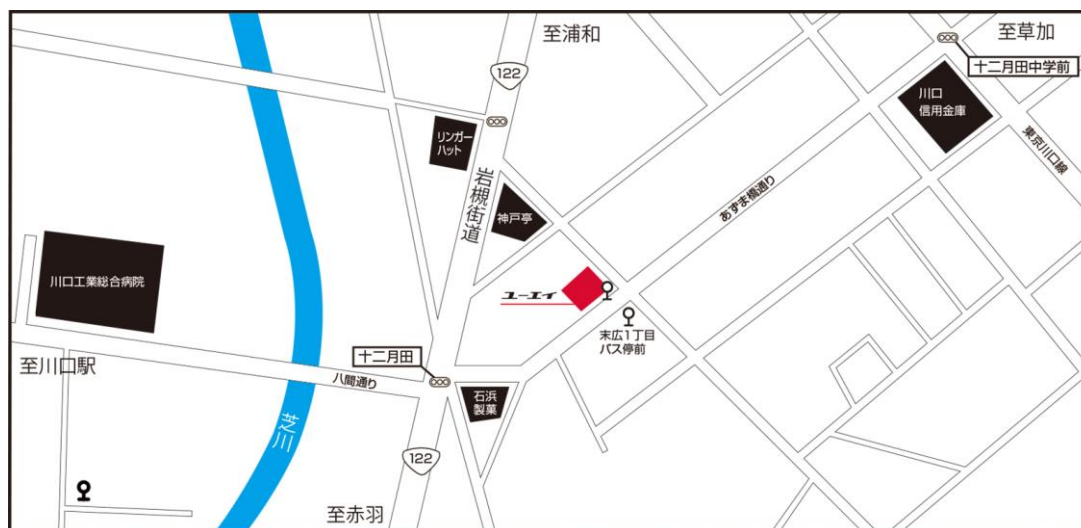 至浦和
至草加
122
十二月田中学前
川口
信用金庫
リンガー
ハット
東京川口線
岩槻街道
あずま橋通り
神戸亭
川口工業総合病院
ユーエイ
末広1丁目
バス停前
至川口駅
十二月田
八間通り
石浜
製菓
芝川
122
至赤羽